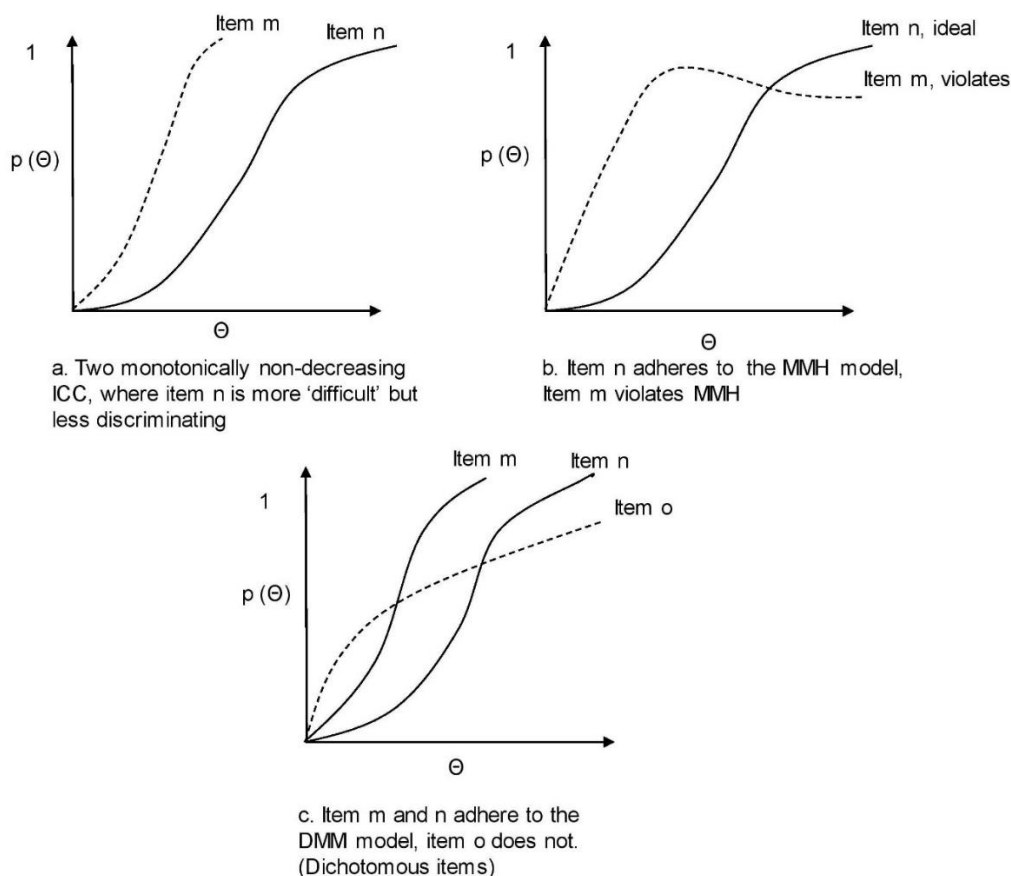 Item m
Item n
1
p (Θ)
Θ
a. Two monotonically non-decreasing
ICC, where item n is more ‘difficult’ but
less discriminating
Item n, ideal
1
Item m, violates
p (Θ)
Θ
b. Item n adheres to the MMH model,
Item m violates MMH
Item m
Item n
1
Item o
p (Θ)
Θ
c. Item m and n adhere to the
DMM model, item o does not.
(Dichotomous items)